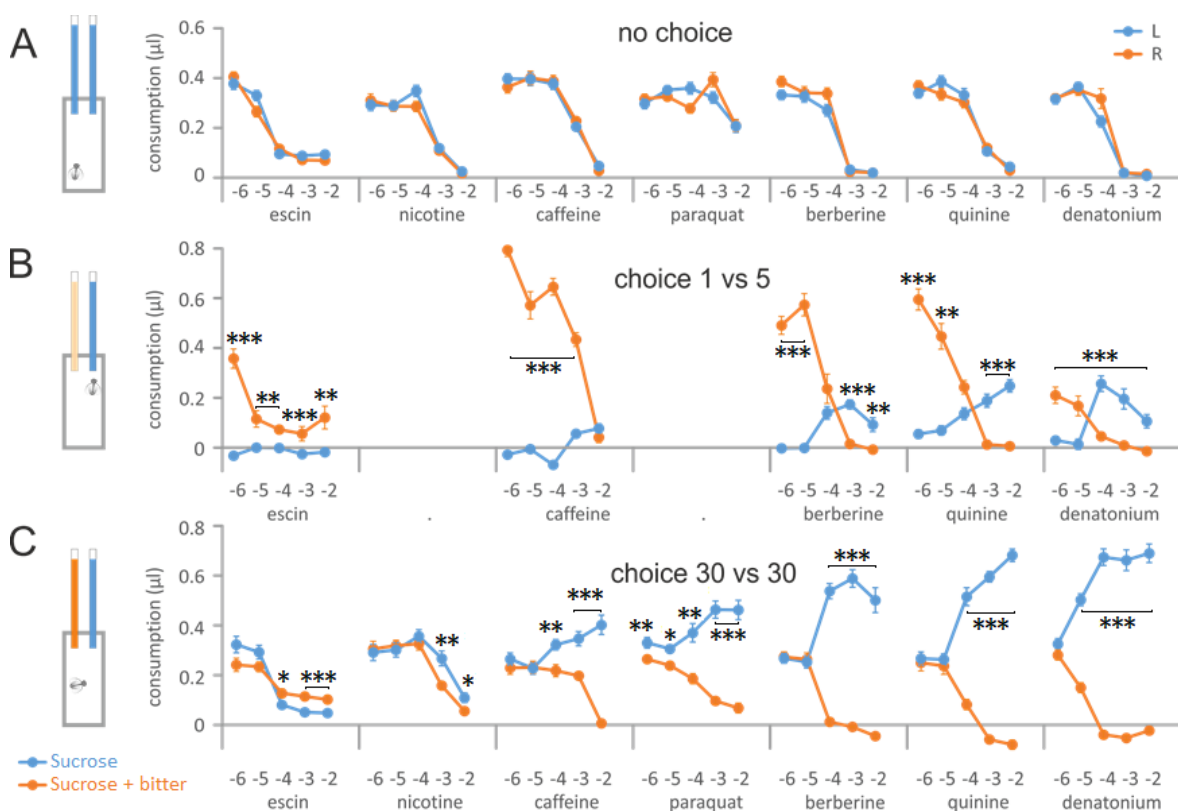 A
no choice
L
R
consumption (µl)
0.6
0.4
0.2
0
-6 -5 -4 -3 -2 -6 -5 -4 -3 -2 -6 -5 -4 -3 -2 -6 -5 -4 -3 -2 -6 -5 -4 -3 -2 -6 -5 -4 -3 -2 -6 -5 -4 -3 -2
escin nicotine caffeine paraquat berberine quinine denatonium
B
choice 1 vs 5
consumption (µl)
0.8
0.6
0.4
0.2
0
*** ** *** ** *** *** *** ** *** ** *** ***
-6 -5 -4 -3 -2 -6 -5 -4 -3 -2 -6 -5 -4 -3 -2 -6 -5 -4 -3 -2 -6 -5 -4 -3 -2
escin . caffeine . berberine quinine denatonium
C
choice 30 vs 30
consumption (µl)
0.8
0.6
0.4
0.2
0
* *** ** * ** *** ** * ** *** *** *** ***
Sucrose
Sucrose + bitter
-6 -5 -4 -3 -2 -6 -5 -4 -3 -2 -6 -5 -4 -3 -2 -6 -5 -4 -3 -2 -6 -5 -4 -3 -2 -6 -5 -4 -3 -2 -6 -5 -4 -3 -2
escin nicotine caffeine paraquat berberine quinine denatonium